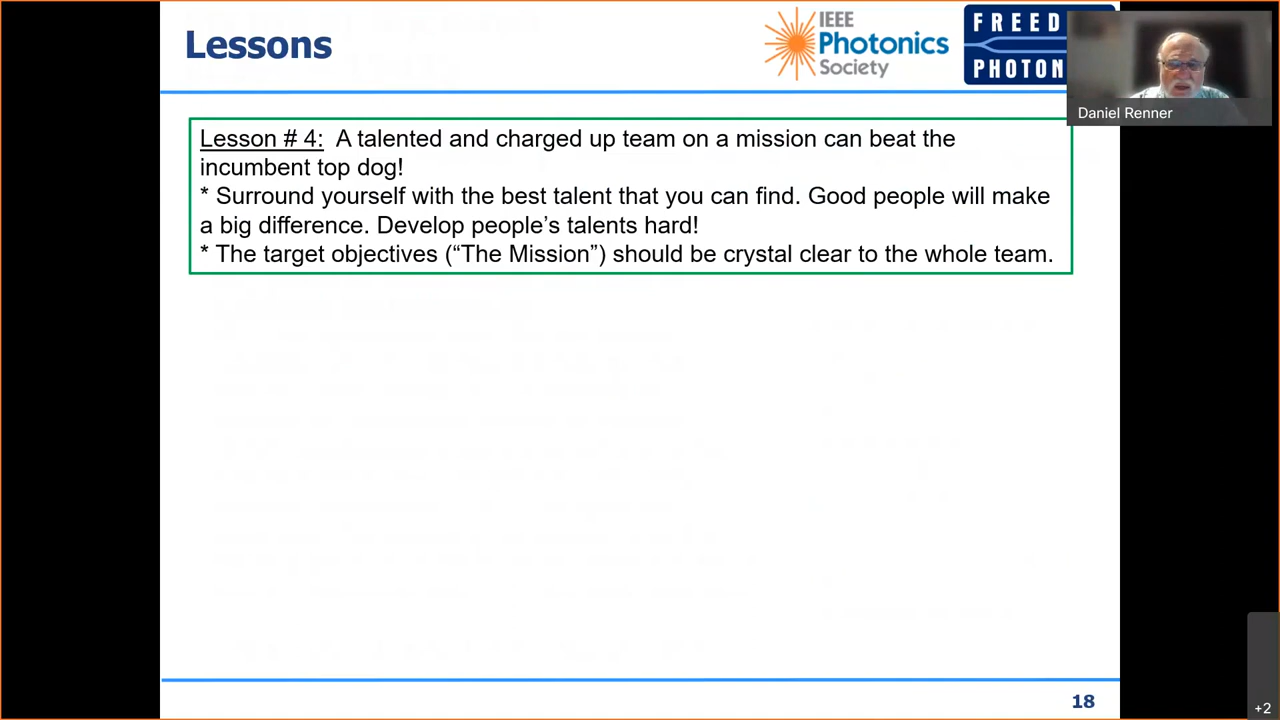 Lessons
IEEE
Photonics
Society
FREED
PHOTON
Daniel Renner
Lesson # 4: A talented and charged up team on a mission can beat the
incumbent top dog!
* Surround yourself with the best talent that you can find. Good people will make
a big difference. Develop people’s talents hard!
* The target objectives (“The Mission”) should be crystal clear to the whole team.
18
+2